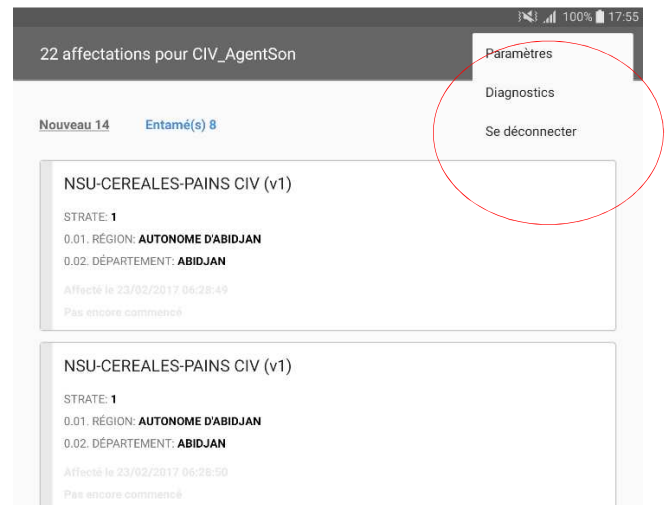 100% 17:55
22 affectations pour CIV_AgentSon
Paramètres
Diagnostics
Se déconnecter
Nouveau 14 Entamé(s) 8
NSU-CEREALES-PAINS CIV (v1)
STRATE: 1
0.01. RÉGION: AUTONOME D'ABIDJAN
0.02. DÉPARTEMENT: ABIDJAN
Affecté le 23/02/2017 06:28:49
Pas encore commencé
NSU-CEREALES-PAINS CIV (v1)
STRATE: 1
0.01. RÉGION: AUTONOME D'ABIDJAN
0.02. DÉPARTEMENT: ABIDJAN
Affecté le 23/02/2017 06:28:50
Pas encore commencé